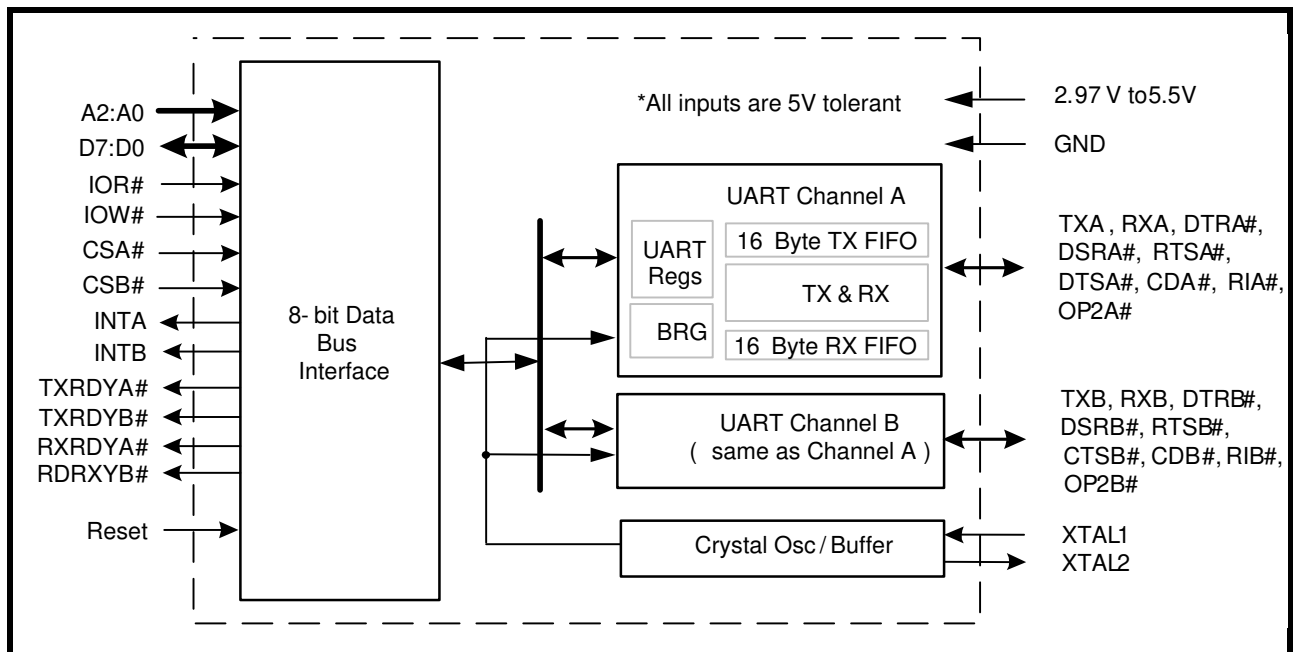 A2:A0
D7:D0
IOR#
IOW#
CSA#
CSB#
INTA
INTB
TXRDYA#
TXRDYB#
RXRDYA#
RDRXYB#
Reset
8- bit Data
Bus
Interface
*All inputs are 5V tolerant
2.97 V to5.5V
GND
UART Channel A
UART
Regs
BRG
16 Byte TX FIFO
TX & RX
16 Byte RX FIFO
TXA , RXA, DTRA#,
DSRA#, RTSA#,
DTSA#, CDA#, RIA#,
OP2A#
UART Channel B
( same as Channel A )
TXB, RXB, DTRB#,
DSRB#, RTSB#,
CTSB#, CDB#, RIB#,
OP2B#
Crystal Osc / Buffer
XTAL1
XTAL2